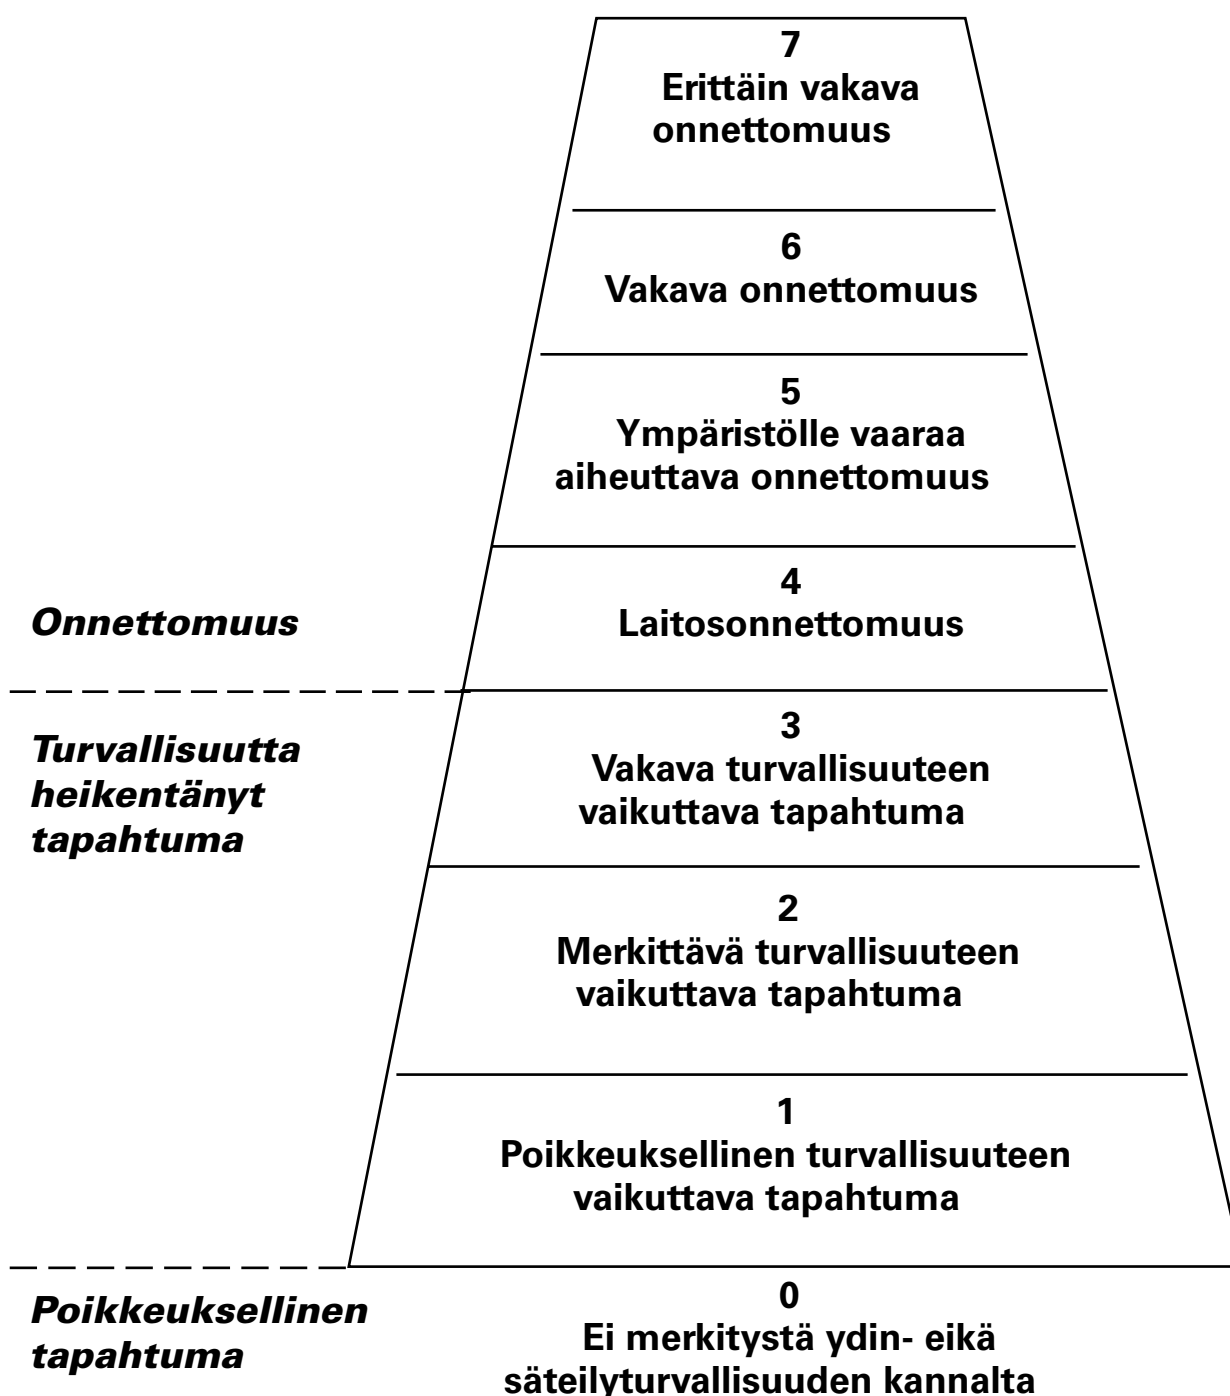 7
Erittäin vakava
onnettomuus
6
Vakava onnettomuus
5
Ympäristölle vaaraa
aiheuttava onnettomuus
4
Laitosonnettomuus
Onnettomuus
3
Vakava turvallisuuteen
vaikuttava tapahtuma
Turvallisuutta
heikentänyt
tapahtuma
2
Merkittävä turvallisuuteen
vaikuttava tapahtuma
1
Poikkeuksellinen turvallisuuteen
vaikuttava tapahtuma
0
Ei merkitystä ydin- eikä
säteilyturvallisuuden kannalta
Poikkeuksellinen
tapahtuma